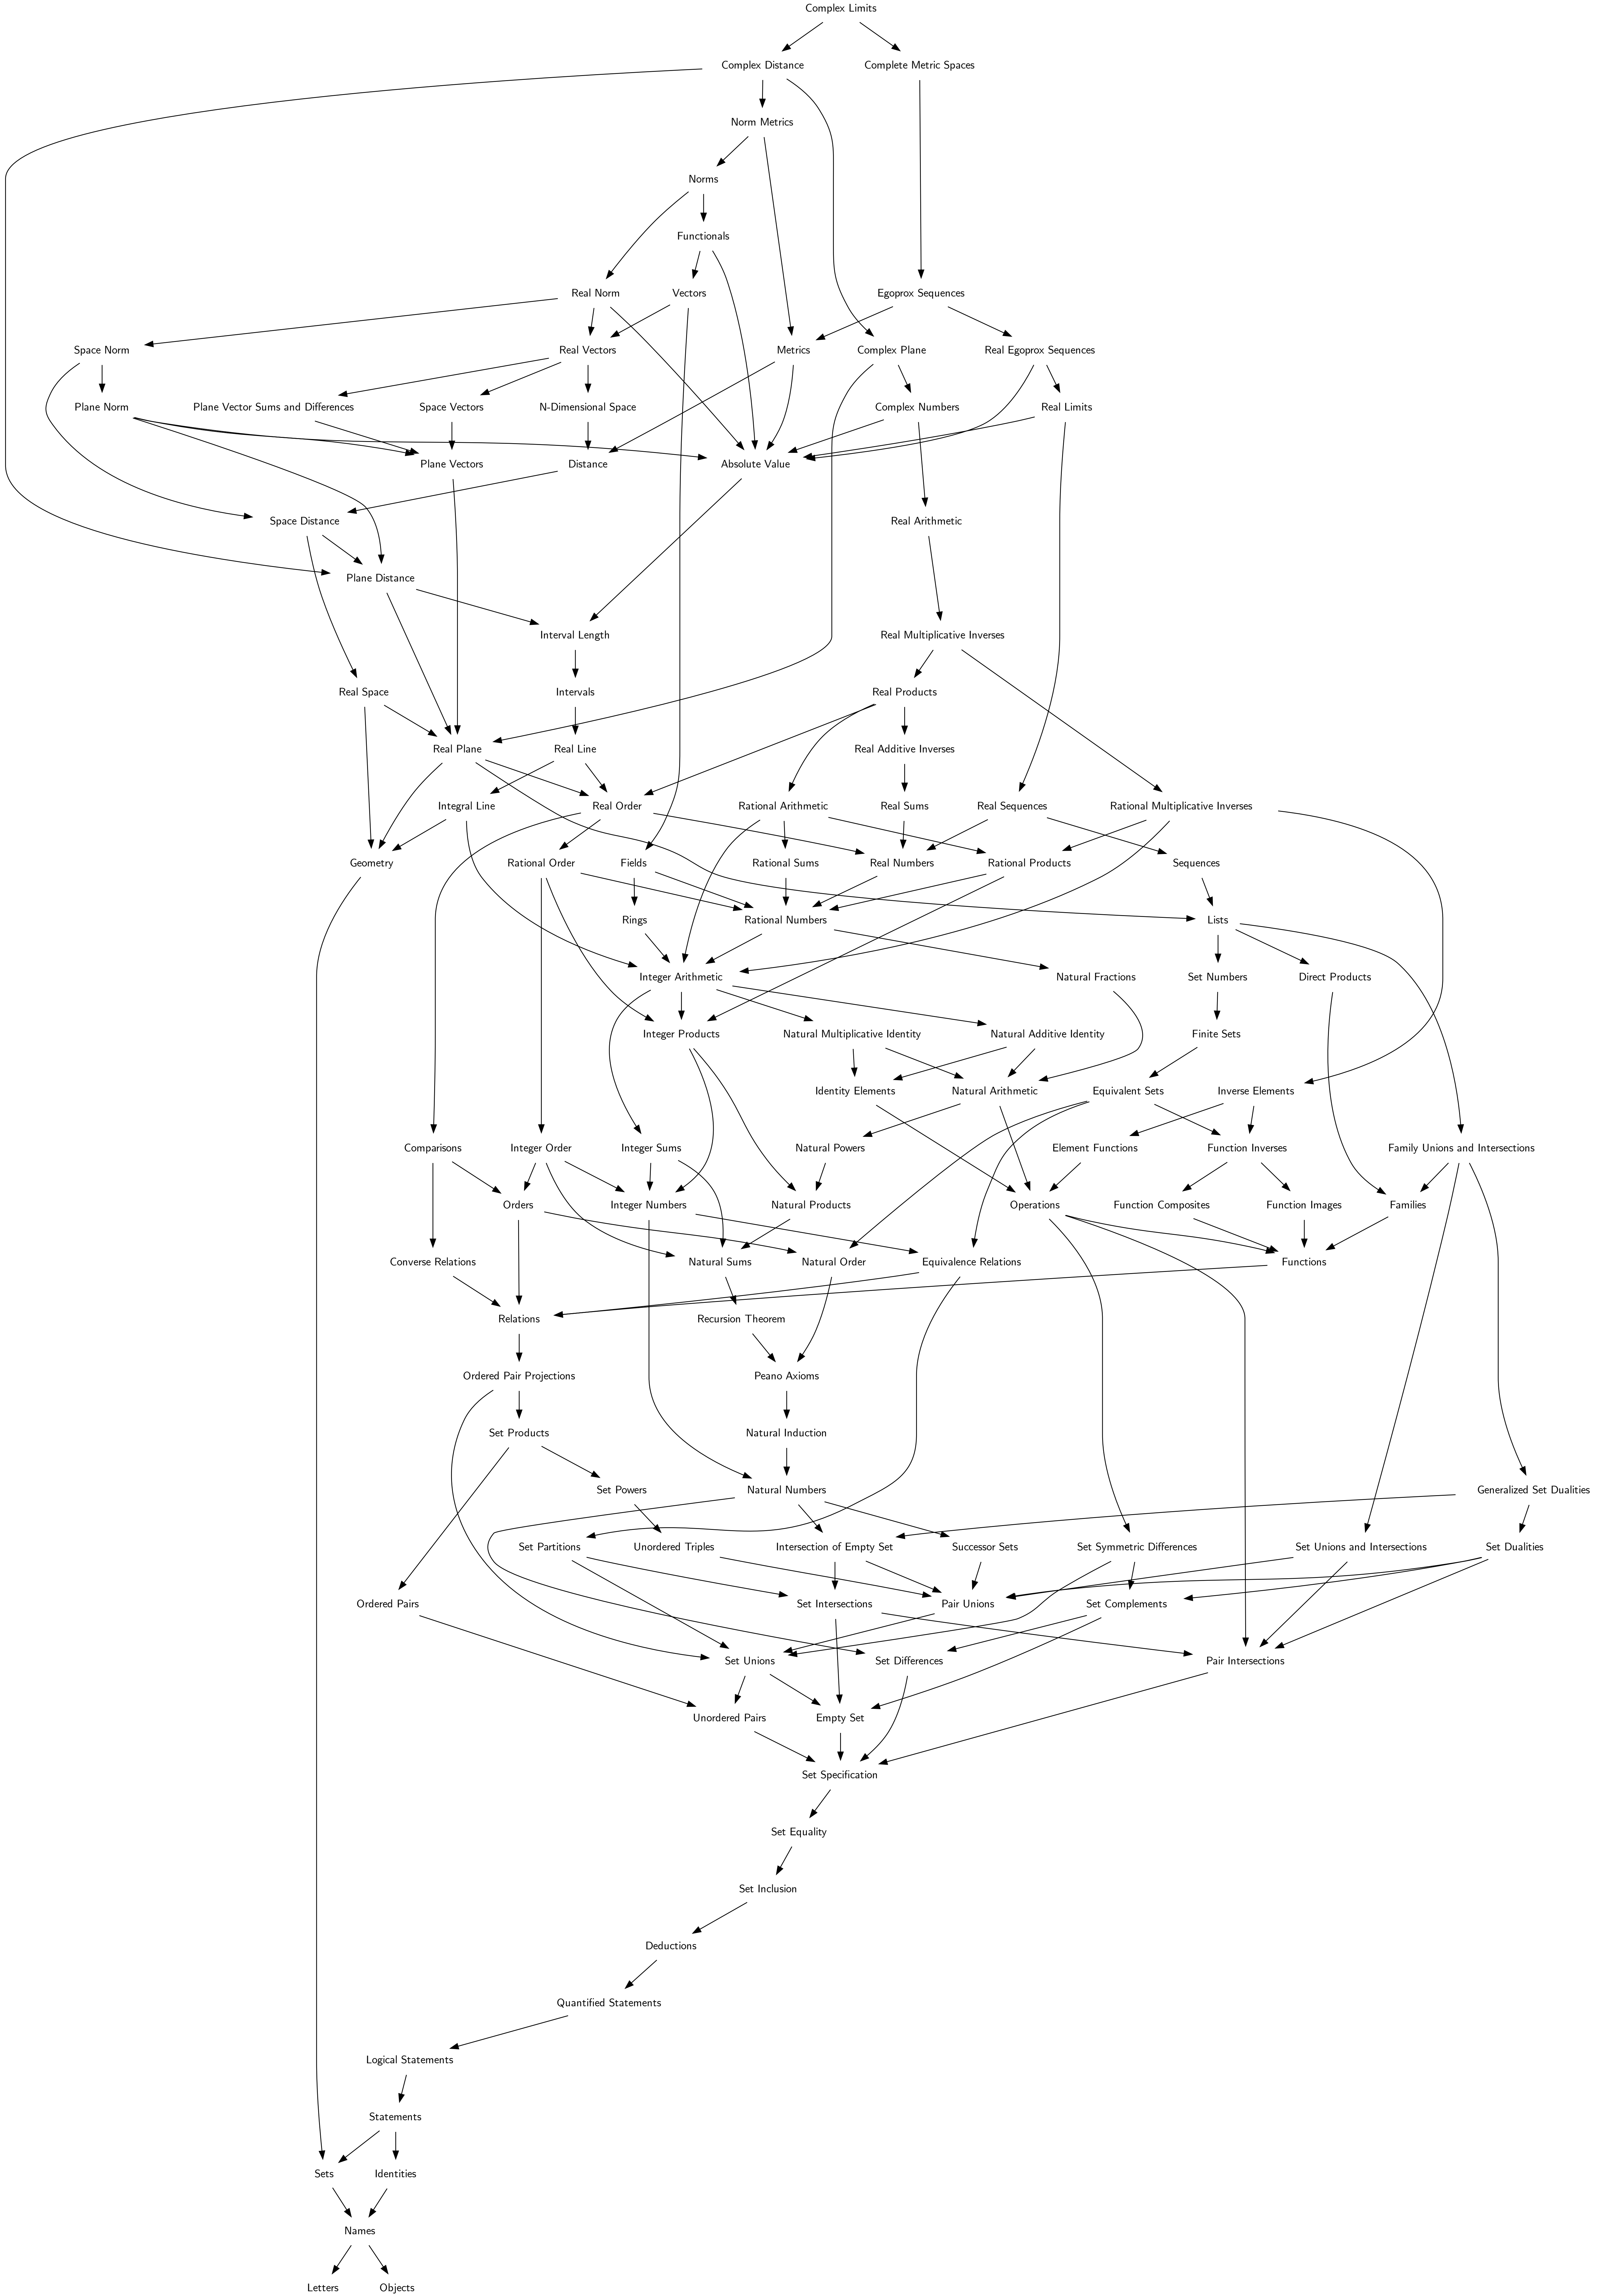 Complex Limits
Complex Distance
Complete Metric Spaces
Norm Metrics
Norms
Functionals
Real Norm
Vectors
Egoprox Sequences
Space Norm
Real Vectors
Metrics
Complex Plane
Real Egoprox Sequences
Plane Norm
Plane Vector Sums and Differences
Space Vectors
N-Dimensional Space
Complex Numbers
Real Limits
Plane Vectors
Distance
Absolute Value
Space Distance
Real Arithmetic
Plane Distance
Interval Length
Real Multiplicative Inverses
Real Space
Intervals
Real Products
Real Plane
Real Line
Real Additive Inverses
Integral Line
Real Order
Rational Arithmetic
Real Sums
Real Sequences
Rational Multiplicative Inverses
Geometry
Rational Order
Fields
Rational Sums
Real Numbers
Rational Products
Sequences
Rings
Rational Numbers
Lists
Integer Arithmetic
Natural Fractions
Set Numbers
Direct Products
Integer Products
Natural Multiplicative Identity
Natural Additive Identity
Finite Sets
Identity Elements
Natural Arithmetic
Equivalent Sets
Inverse Elements
Comparisons
Integer Order
Integer Sums
Natural Powers
Element Functions
Function Inverses
Family Unions and Intersections
Orders
Integer Numbers
Natural Products
Operations
Function Composites
Function Images
Families
Converse Relations
Natural Sums
Natural Order
Equivalence Relations
Functions
Relations
Recursion Theorem
Ordered Pair Projections
Peano Axioms
Set Products
Natural Induction
Set Powers
Natural Numbers
Generalized Set Dualities
Set Partitions
Unordered Triples
Intersection of Empty Set
Successor Sets
Set Symmetric Differences
Set Unions and Intersections
Set Dualities
Ordered Pairs
Set Intersections
Pair Unions
Set Complements
Set Unions
Set Differences
Pair Intersections
Unordered Pairs
Empty Set
Set Specification
Set Equality
Set Inclusion
Deductions
Quantified Statements
Logical Statements
Statements
Sets
Identities
Names
Letters
Objects